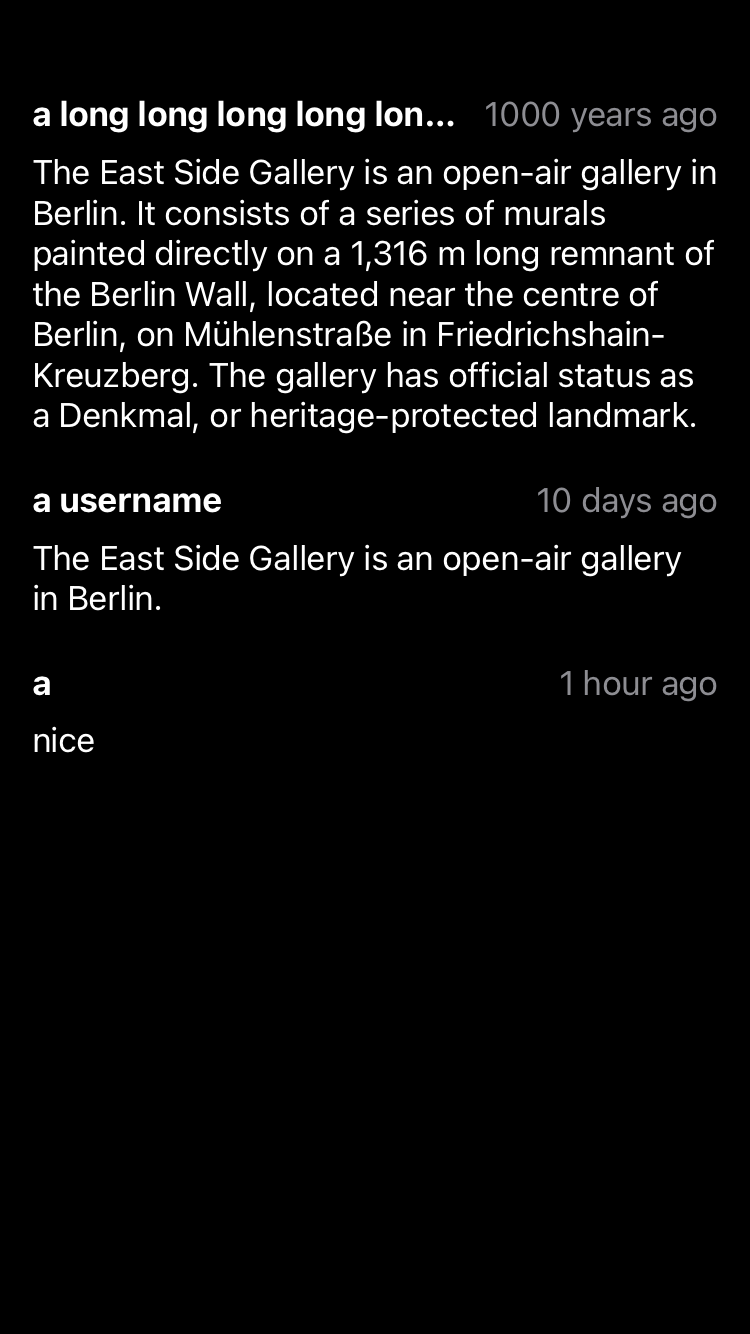 a long long long long lon... 1000 years ago
The East Side Gallery is an open-air gallery in
Berlin. It consists of a series of murals
painted directly on a 1,316 m long remnant of
the Berlin Wall, located near the centre of
Berlin, on Mühlenstraße in Friedrichshain-
Kreuzberg. The gallery has official status as
a Denkmal, or heritage-protected landmark.
a username 10 days ago
The East Side Gallery is an open-air gallery
in Berlin.
a 1 hour ago
nice